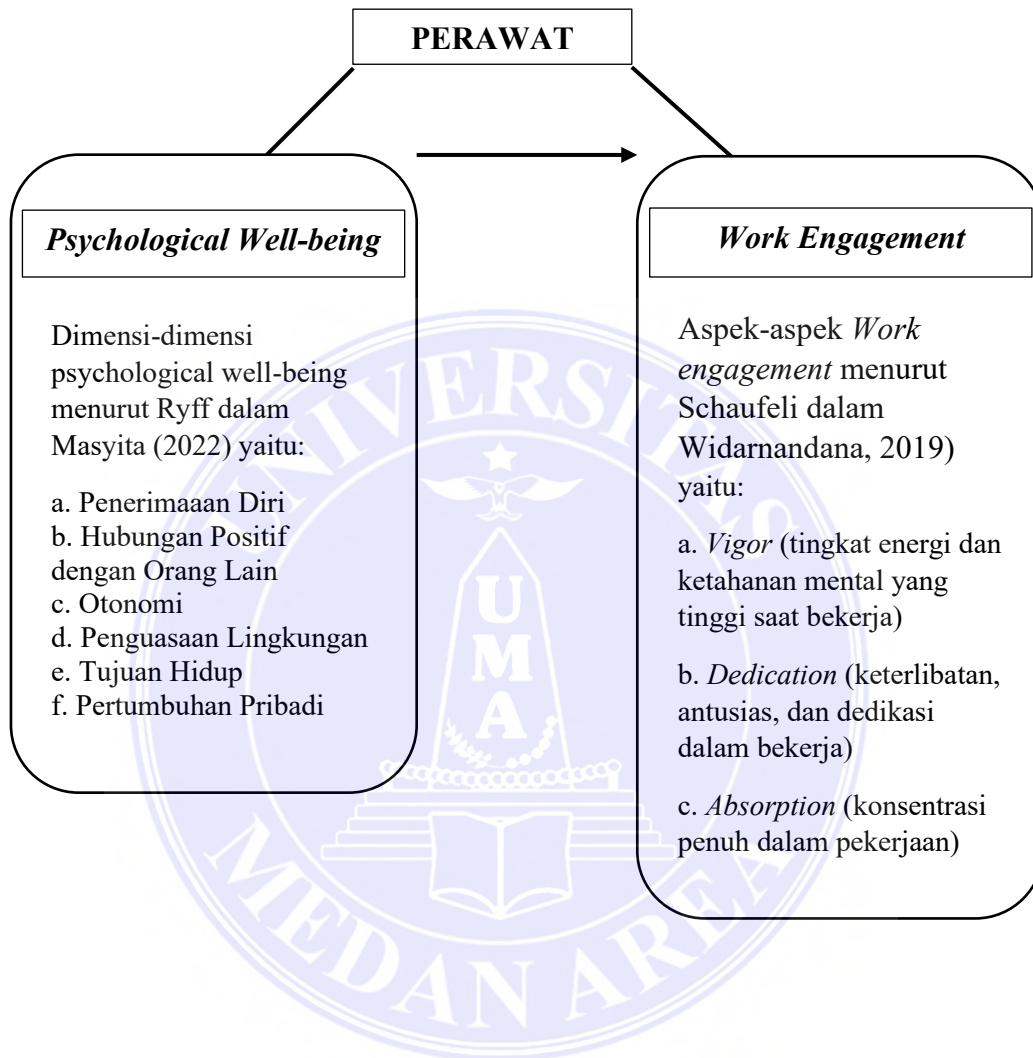 PERAWAT
Psychological Well-being
Dimensi-dimensi
psychological well-being
menurut Ryff dalam
Masyita (2022) yaitu:
a. Penerimaaan Diri
b. Hubungan Positif
dengan Orang Lain
c. Otonomi
d. Penguasaan Lingkungan
e. Tujuan Hidup
f. Pertumbuhan Pribadi
Work Engagement
Aspek-aspek Work
engagement menurut
Schaufeli dalam
Widarnandana, 2019)
yaitu:
a. Vigor (tingkat energi dan
ketahanan mental yang
tinggi saat bekerja)
b. Dedication (keterlibatan,
antusias, dan dedikasi
dalam bekerja)
c. Absorption (konsentrasi
penuh dalam pekerjaan)
UNIVERSITAS
UMA
MEDAN AREA